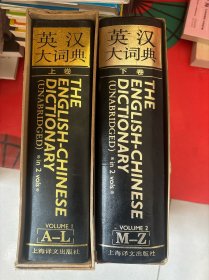 英汉
大词典
上卷
THE
ENGLISH-CHINESE
DICTIONARY
(UNABRIDGED)
in 2 vols
VOLUME 1
A-L
上海译文出版社
英汉
大词典
下卷
THE
ENGLISH-CHINESE
DICTIONARY
(UNABRIDGED)
in 2 vols
VOLUME 2
M-Z
上海译文出版社